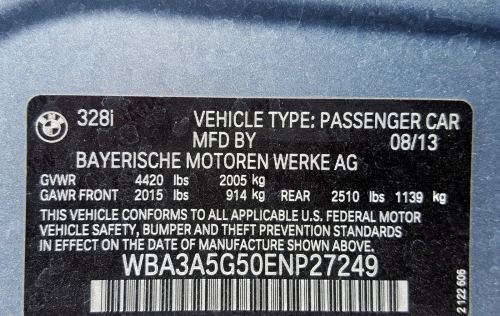 BMW 328i VEHICLE TYPE: PASSENGER CAR
MFD BY 08/13
BAYERISCHE MOTOREN WERKE AG
GVWR 4420 lbs 2005 kg
GAWR FRONT 2015 lbs 914 kg REAR 2510 lbs 1139 kg
THIS VEHICLE CONFORMS TO ALL APPLICABLE U.S. FEDERAL MOTOR
VEHICLE SAFETY, BUMPER AND THEFT PREVENTION STANDARDS
IN EFFECT ON THE DATE OF MANUFACTURE SHOWN ABOVE.
WBA3A5G50ENP27249
2 122 606